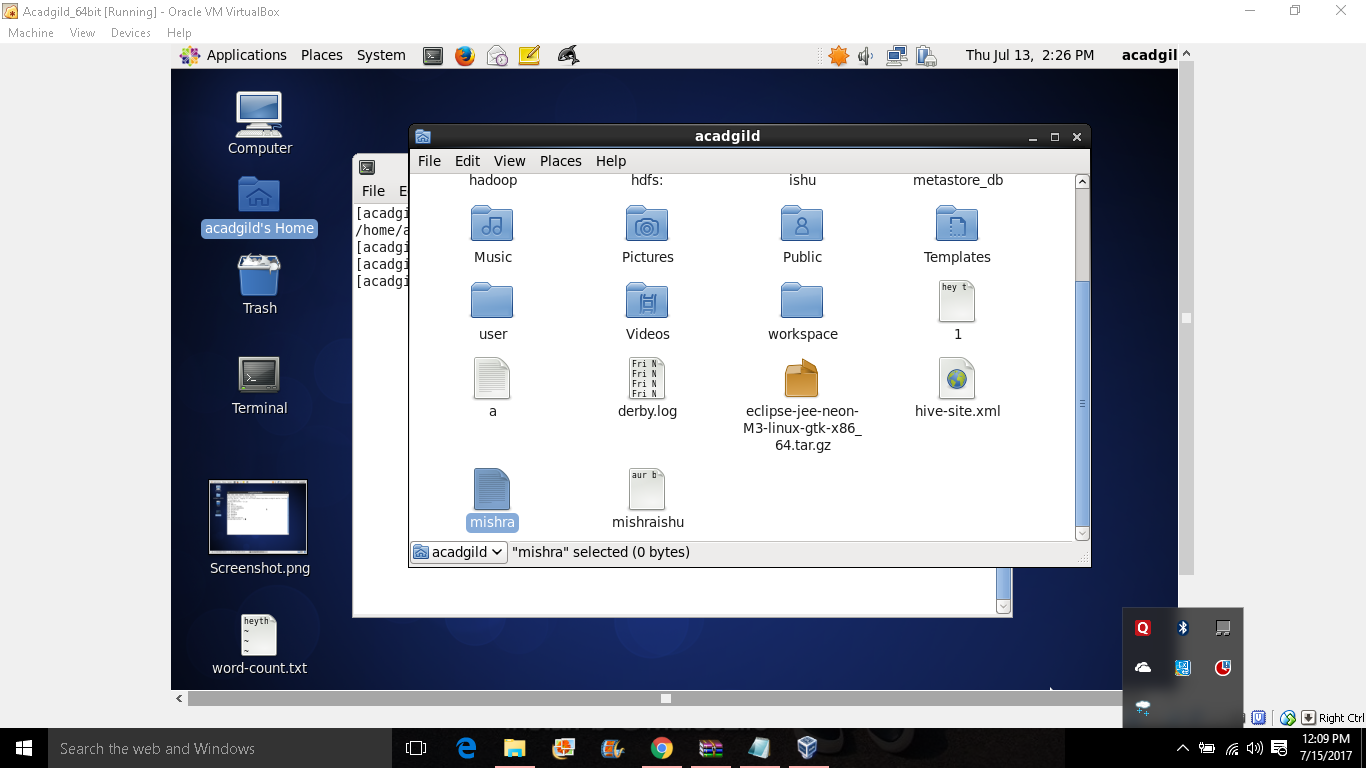 Acadgild_64bit [Running] - Oracle VM VirtualBox
Machine View Devices Help
Applications Places System
Thu Jul 13, 2:26 PM
acadgil
Computer
acadgild's Home
Trash
Terminal
Screenshot.png
heyth
~
~
~
word-count.txt
File E
[acadgi
/home/a
[acadgi
[acadgi
[acadgi
acadgild
File Edit View Places Help
hadoop hdfs: ishu metastore_db
Music Pictures Public Templates
hey t
user Videos workspace 1
Fri N
Fri N
Fri N
Fri N
a derby.log eclipse-jee-neon-
M3-linux-gtk-x86_
64.tar.gz
hive-site.xml
aur b
mishra mishraishu
acadgild "mishra" selected (0 bytes)
Right Ctrl
Search the web and Windows
12:09 PM
7/15/2017